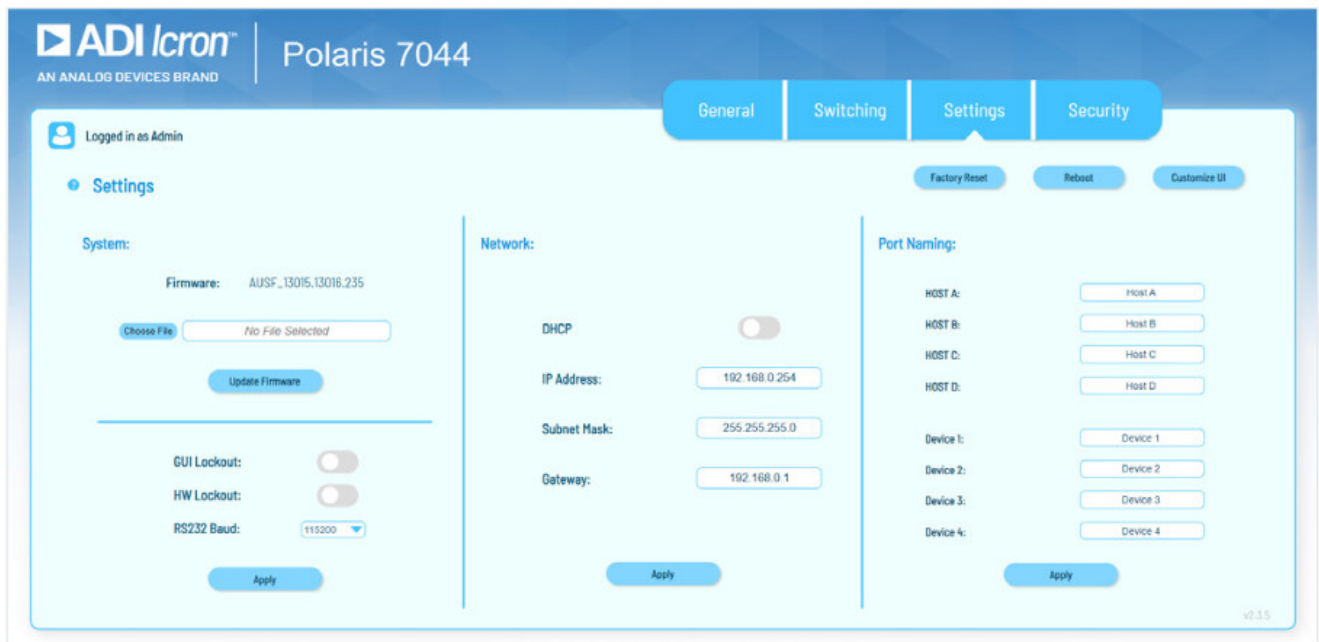 ADI Icron™
AN ANALOG DEVICES BRAND
Polaris 7044
General
Switching
Settings
Security
Logged in as Admin
Settings
Factory Reset
Reboot
Customize UI
System:
Firmware: AUSF_13015.13016.235
Choose File No File Selected
Update Firmware
GUI Lockout:
HW Lockout:
RS232 Baud: 115200
Apply
Network:
DHCP
IP Address: 192.168.0.254
Subnet Mask: 255.255.255.0
Gateway: 192.168.0.1
Apply
Port Naming:
HOST A: Host A
HOST B: Host B
HOST C: Host C
HOST D: Host D
Device 1: Device 1
Device 2: Device 2
Device 3: Device 3
Device 4: Device 4
Apply
v2.3.5